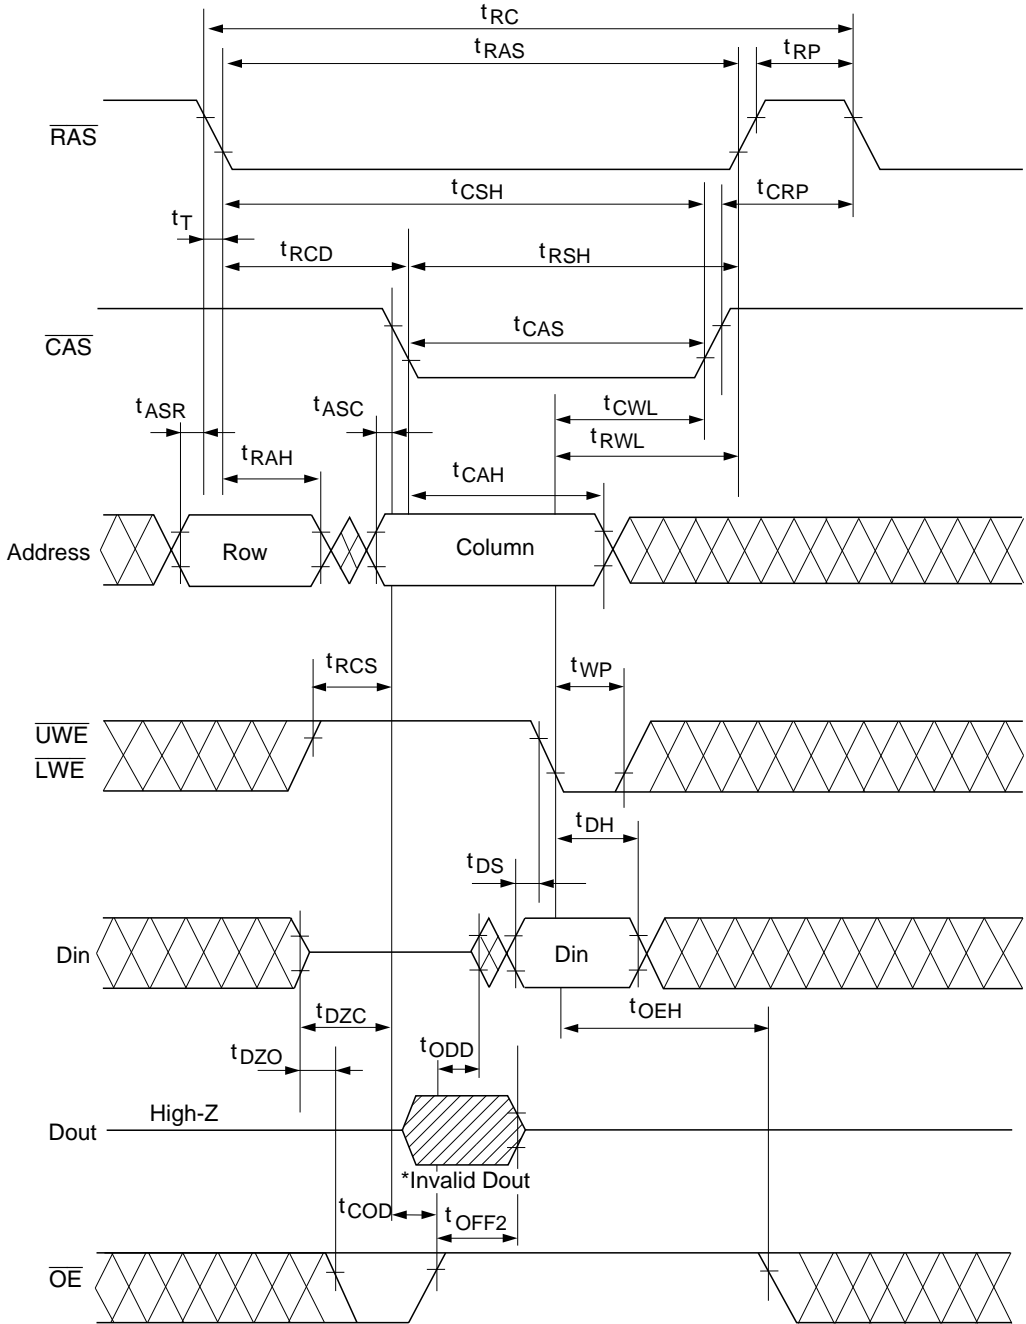 tRC
tRAS
tRP
RAS
tCSH
tCRP
tT
tRCD
tRSH
CAS
tCAS
tASR
tASC
tCWL
tRWL
tRAH
tCAH
Address
Row
Column
tRCS
tWP
UWE
LWE
tDH
tDS
Din
Din
tDZC
tOEH
tODD
tDZO
High-Z
Dout
*Invalid Dout
tCOD
tOFF2
OE